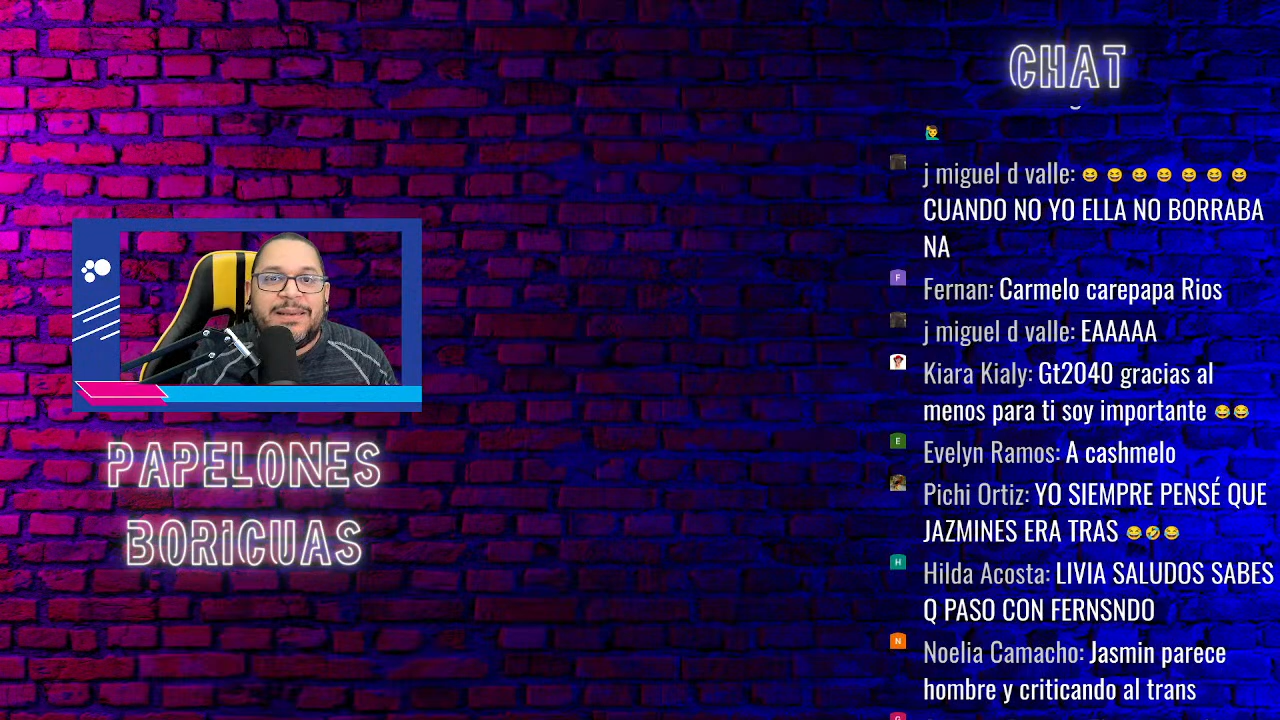 CHAT
j miguel d valle: 😆 😆 😆 😆 😆 😆 😆
CUANDO NO YO ELLA NO BORRABA
NA
F
Fernan: Carmelo carepapa Rios
j miguel d valle: EAAAAA
Kiara Kialy: Gt2040 gracias al
menos para ti soy importante 😂😂
E
Evelyn Ramos: A cashmelo
Pichi Ortiz: YO SIEMPRE PENSÉ QUE
JAZMINES ERA TRAS 😂🤣😂
H
Hilda Acosta: LIVIA SALUDOS SABES
Q PASO CON FERNSNDO
N
Noelia Camacho: Jasmin parece
hombre y criticando al trans
PAPELONES
BORICUAS